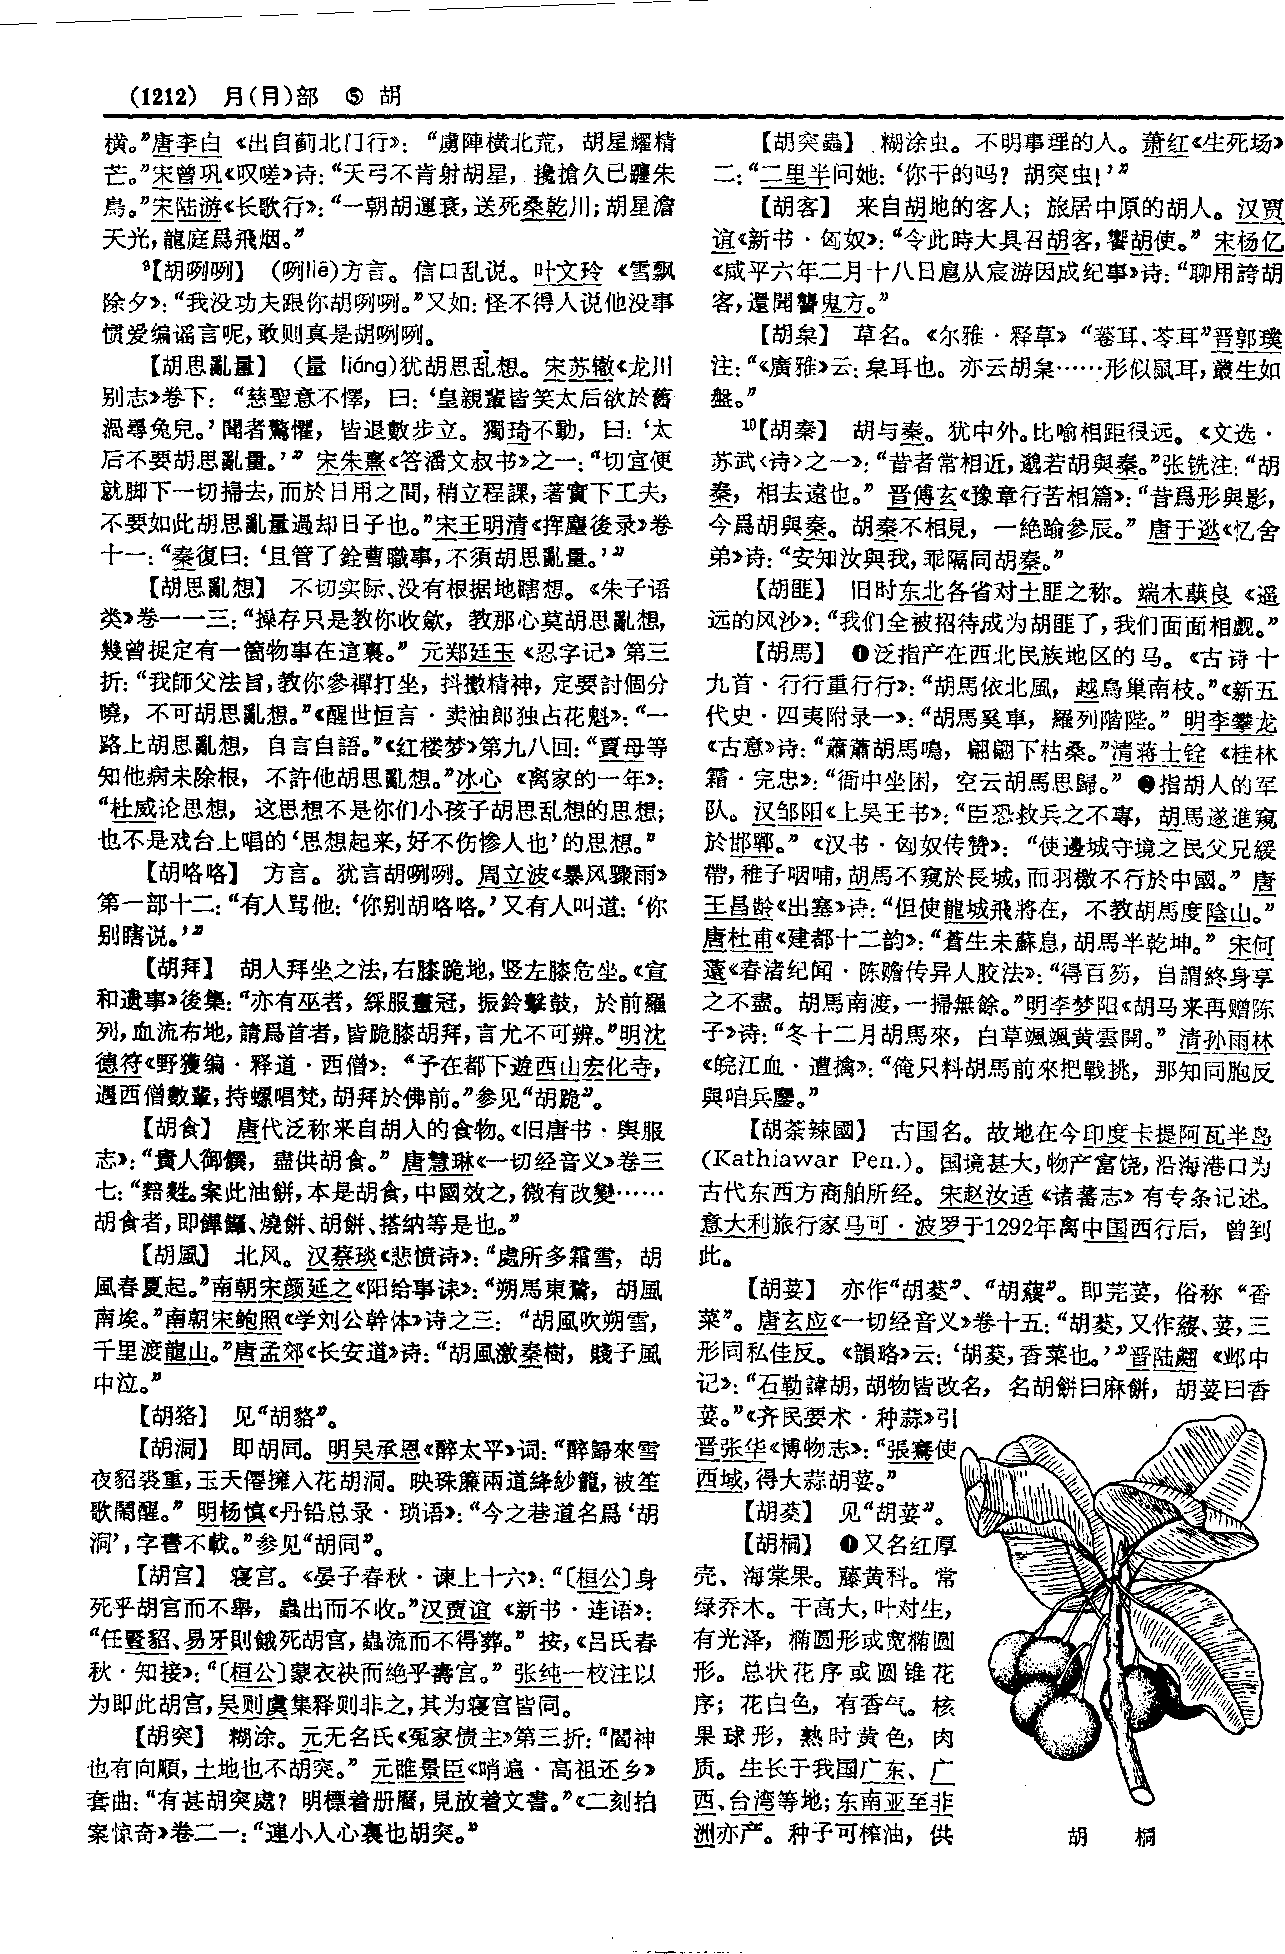 (1212) 月(月)部 ⑤ 胡
横。”唐李白《出自蓟北门行》：“虜陣横北荒，胡星耀精
芒。”宋曾巩《叹嗟》诗：“天弓不肯射胡星，攙搶久已躔朱
鳥。”宋陆游《长歌行》：“一朝胡運衰，送死桑乾川；胡星澹
天光，龍庭爲飛烟。”
⁹【胡咧咧】 (咧liē)方言。信口乱说。叶文玲《雪飘
除夕》：“我没功夫跟你胡咧咧。”又如：怪不得人说他没事
惯爱编谣言呢，敢则真是胡咧咧。
【胡思亂量】 (量 liáng)犹胡思乱想。宋苏辙《龙川
别志》卷下：“慈聖意不懌，曰：‘皇親輩皆笑太后欲於舊
渦尋兔兒。’聞者驚懼，皆退數步立。獨琦不動，曰：‘太
后不要胡思亂量。’” 宋朱熹《答潘文叔书》之一：“切宜便
就脚下一切掃去，而於日用之間，稍立程課，著實下工夫，
不要如此胡思亂量過却日子也。”宋王明清《挥麈後录》卷
十一：“秦復曰：‘且管了銓曹職事，不須胡思亂量。’”
【胡思亂想】 不切实际、没有根据地瞎想。《朱子语
类》卷一一三：“操存只是教你收斂，教那心莫胡思亂想，
幾曾捉定有一箇物事在這裏。” 元郑廷玉《忍字记》第三
折：“我師父法旨，教你參禪打坐，抖擻精神，定要討個分
曉，不可胡思亂想。”《醒世恒言·卖油郎独占花魁》：“一
路上胡思亂想，自言自語。”《红楼梦》第九八回：“賈母等
知他病未除根，不許他胡思亂想。”冰心《离家的一年》：
“杜威论思想，这思想不是你们小孩子胡思乱想的思想；
也不是戏台上唱的‘思想起来，好不伤惨人也’的思想。”
【胡咯咯】 方言。犹言胡咧咧。周立波《暴风骤雨》
第一部十二：“有人骂他：‘你别胡咯咯。’又有人叫道：‘你
别瞎说。’”
【胡拜】 胡人拜坐之法，右膝跪地，竖左膝危坐。《宣
和遗事》後集：“亦有巫者，綵服畫冠，振鈴擊鼓，於前羅
列，血流布地，請爲首者，皆跪膝胡拜，言尤不可辨。”明沈
德符《野獲编·释道·西僧》：“予在都下遊西山宏化寺，
遇西僧數輩，持螺唱梵，胡拜於佛前。”参见“胡跪”。
【胡食】 唐代泛称来自胡人的食物。《旧唐书·舆服
志》：“貴人御饌，盡供胡食。” 唐慧琳《一切经音义》卷三
七：“䴺𪌘。案此油餅，本是胡食，中國效之，微有改變……
胡食者，即饆饠、燒餅、胡餅、搭納等是也。”
【胡風】 北风。汉蔡琰《悲愤诗》：“處所多霜雪，胡
風春夏起。”南朝宋颜延之《阳给事诔》：“朔馬東騖，胡風
南埃。”南朝宋鲍照《学刘公幹体》诗之三：“胡風吹朔雪，
千里渡龍山。”唐孟郊《长安道》诗：“胡風激秦樹，賤子風
中泣。”
【胡狢】 见“胡貉”。
【胡洞】 即胡同。明吴承恩《醉太平》词：“醉歸來雪
夜貂裘重，玉天僊擁入花胡洞。映珠簾兩道絳紗籠，被笙
歌鬧醒。” 明杨慎《丹铅总录·琐语》：“今之巷道名爲‘胡
洞’，字書不載。”参见“胡同”。
【胡宫】 寝宫。《晏子春秋·谏上十六》：“〔桓公〕身
死乎胡宫而不舉，蟲出而不收。”汉贾谊《新书·连语》：
“任豎貂、易牙則餓死胡宫，蟲流而不得葬。” 按，《吕氏春
秋·知接》：“〔桓公〕蒙衣袂而絶乎壽宫。” 张纯一校注以
为即此胡宫，吴则虞集释则非之，其为寝宫皆同。
【胡突】 糊涂。元无名氏《冤家债主》第三折：“閻神
也有向順，土地也不胡突。” 元睢景臣《哨遍·高祖还乡》
套曲：“有甚胡突處？明標着册曆，見放着文書。”《二刻拍
案惊奇》卷二一：“連小人心裏也胡突。”
【胡突蟲】 糊涂虫。不明事理的人。萧红《生死场》
二：“二里半问她：‘你干的吗？胡突虫！’”
【胡客】 来自胡地的客人；旅居中原的胡人。汉贾
谊《新书·匈奴》：“令此時大具召胡客，饗胡使。” 宋杨亿
《咸平六年二月十八日扈从宸游因成纪事》诗：“聊用誇胡
客，還聞讋鬼方。”
【胡枲】 草名。《尔雅·释草》“菤耳、苓耳”晋郭璞
注：“《廣雅》云：枲耳也。亦云胡枲……形似鼠耳，叢生如
盤。”
¹⁰【胡秦】 胡与秦。犹中外。比喻相距很远。《文选·
苏武〈诗〉之一》：“昔者常相近，邈若胡與秦。”张铣注：“胡
秦，相去遠也。” 晋傅玄《豫章行苦相篇》：“昔爲形與影，
今爲胡與秦。胡秦不相見，一絶踰參辰。” 唐于逖《忆舍
弟》诗：“安知汝與我，乖隔同胡秦。”
【胡匪】 旧时东北各省对土匪之称。端木蕻良《遥
远的风沙》：“我们全被招待成为胡匪了，我们面面相觑。”
【胡馬】 ❶泛指产在西北民族地区的马。《古诗十
九首·行行重行行》：“胡馬依北風，越鳥巢南枝。”《新五
代史·四夷附录一》：“胡馬奚車，羅列階陛。” 明李攀龙
《古意》诗：“蕭蕭胡馬鳴，翩翩下枯桑。”清蒋士铨《桂林
霜·完忠》：“衙中坐困，空云胡馬思歸。” ❷指胡人的军
队。汉邹阳《上吴王书》：“臣恐救兵之不專，胡馬遂進窺
於邯鄲。”《汉书·匈奴传赞》：“使邊城守境之民父兄緩
帶，稚子咽哺，胡馬不窺於長城，而羽檄不行於中國。” 唐
王昌龄《出塞》诗：“但使龍城飛將在，不教胡馬度陰山。”
唐杜甫《建都十二韵》：“蒼生未蘇息，胡馬半乾坤。” 宋何
薳《春渚纪闻·陈赡传异人胶法》：“得百笏，自謂終身享
之不盡。胡馬南渡，一掃無餘。”明李梦阳《胡马来再赠陈
子》诗：“冬十二月胡馬來，白草颯颯黄雲開。” 清孙雨林
《皖江血·遭擒》：“俺只料胡馬前來把戰挑，那知同胞反
與咱兵鏖。”
【胡荼辣國】 古国名。故地在今印度卡提阿瓦半岛
(Kathiawar Pen.)。国境甚大，物产富饶，沿海港口为
古代东西方商舶所经。宋赵汝适《诸蕃志》有专条记述。
意大利旅行家马可·波罗于1292年离中国西行后，曾到
此。
【胡荽】 亦作“胡荾”、“胡䕑”。即芫荽，俗称“香
菜”。唐玄应《一切经音义》卷十五：“胡荾，又作䕑、荽，三
形同私佳反。《韻略》云：‘胡荾，香菜也。’”晋陆翽《邺中
记》：“石勒諱胡，胡物皆改名，名胡餅曰麻餅，胡荽曰香
荽。”《齐民要术·种蒜》引
晋张华《博物志》：“張騫使
西域，得大蒜胡荽。”
【胡荾】 见“胡荽”。
【胡桐】 ❶又名红厚
壳、海棠果。藤黄科。常
绿乔木。干高大，叶对生，
有光泽，椭圆形或宽椭圆
形。总状花序或圆锥花
序；花白色，有香气。核
果球形，熟时黄色，肉
质。生长于我国广东、广
西、台湾等地；东南亚至非
洲亦产。种子可榨油，供
胡 桐